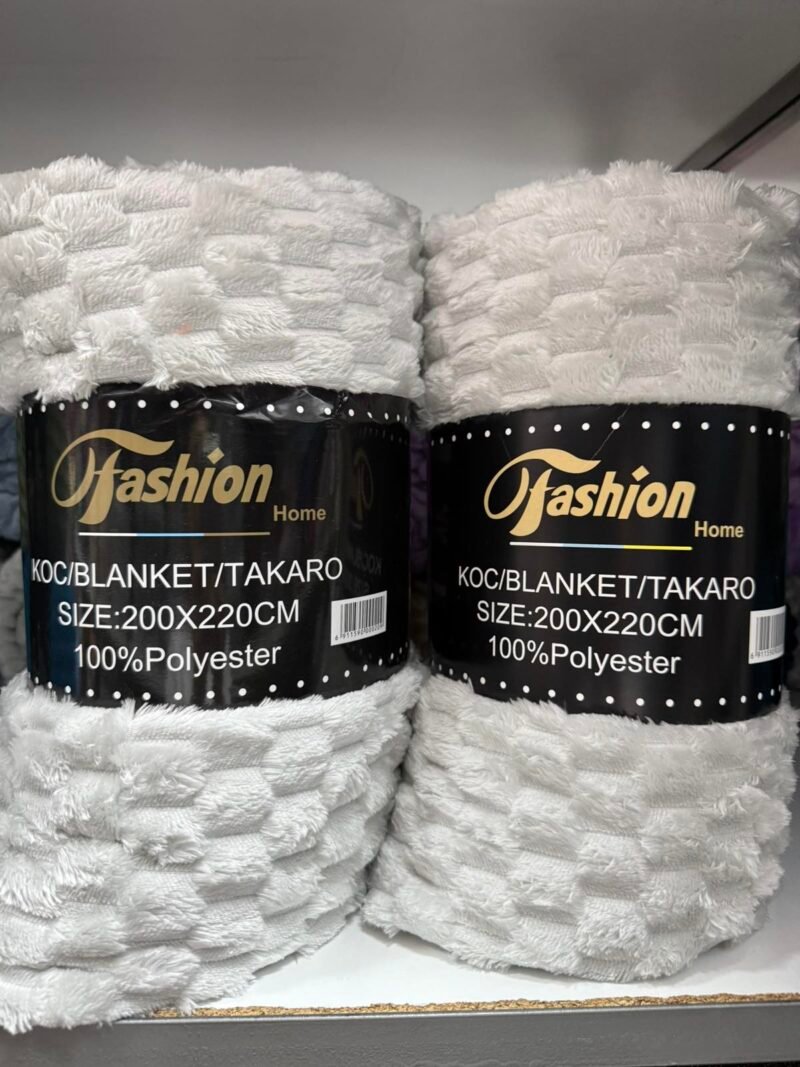 Fashion
Home
KOC/BLANKET/TAKARO
SIZE:200X220CM
100%Polyester
Fashion
Home
KOC/BLANKET/TAKARO
SIZE:200X220CM
100%Polyester